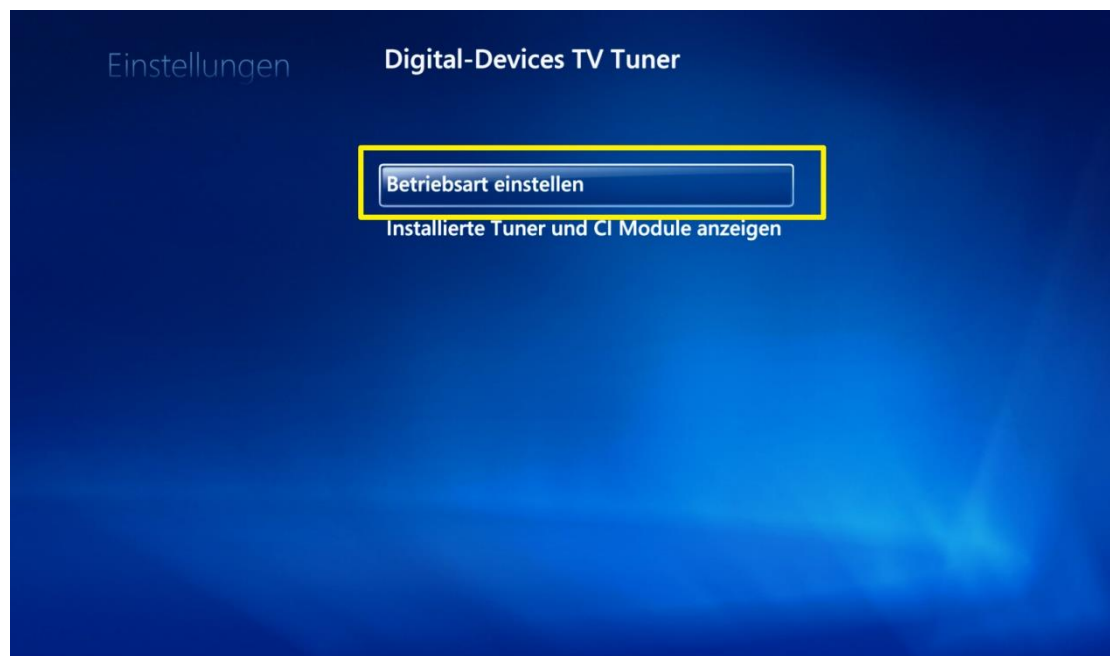 Einstellungen
Digital-Devices TV Tuner
Betriebsart einstellen
Installierte Tuner und CI Module anzeigen